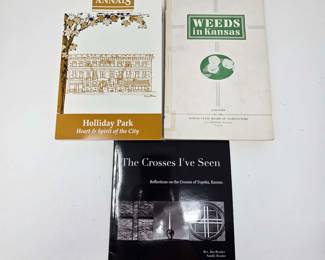 ANNALS
Holliday Park
Heart & Spirit of the City
WEEDS
in Kansas
The Crosses I've Seen
Reflections on the Crosses of Topeka, Kansas